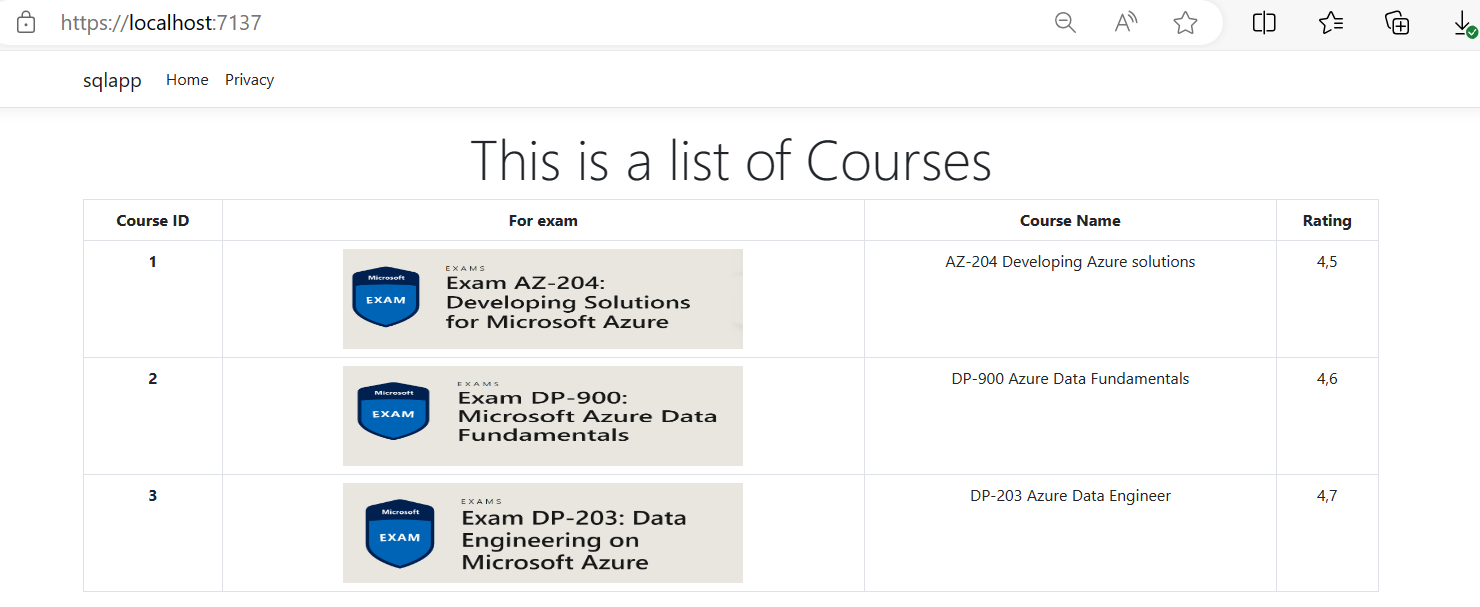 https://localhost:7137
sqlapp Home Privacy
This is a list of Courses
Course ID For exam Course Name Rating
1
Microsoft
EXAM
EXAMS
Exam AZ-204:
Developing Solutions
for Microsoft Azure
AZ-204 Developing Azure solutions
4,5
2
Microsoft
EXAM
EXAMS
Exam DP-900:
Microsoft Azure Data
Fundamentals
DP-900 Azure Data Fundamentals
4,6
3
Microsoft
EXAM
EXAMS
Exam DP-203: Data
Engineering on
Microsoft Azure
DP-203 Azure Data Engineer
4,7